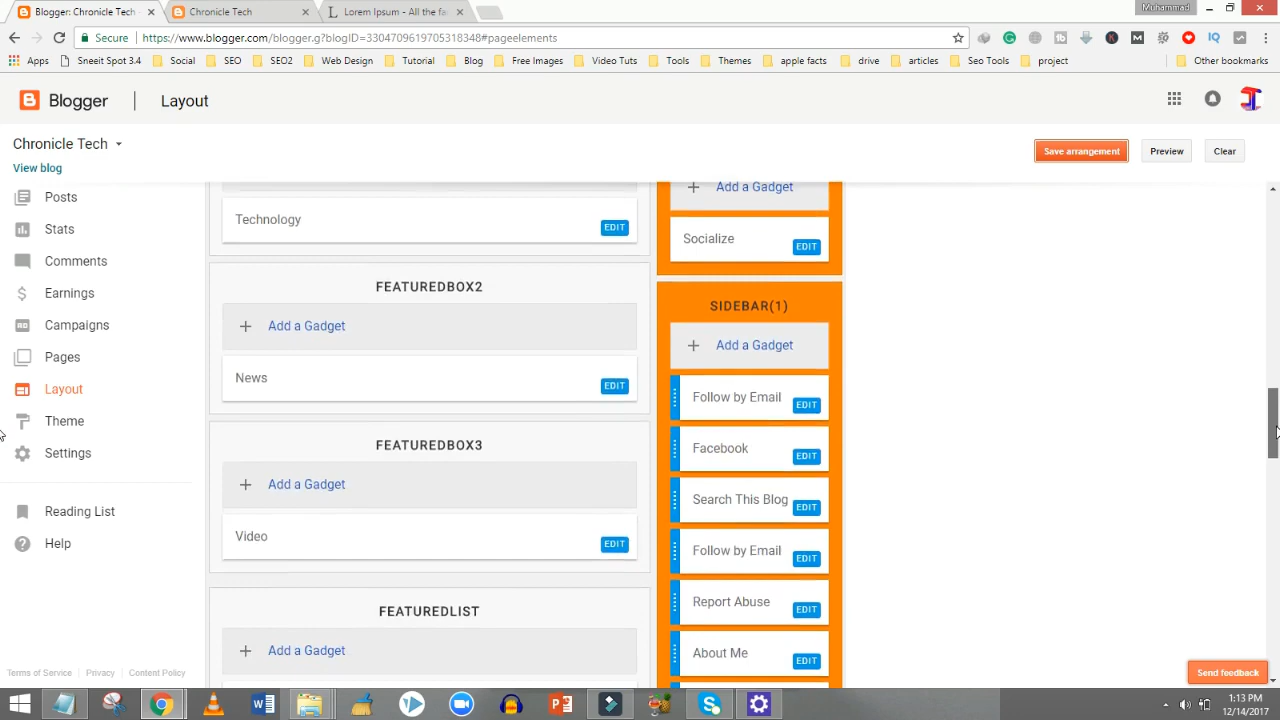 Blogger: Chronicle Tech
Chronicle Tech
Lorem Ipsum - All the fa
Muhammad
Secure
https://www.blogger.com/blogger.g?blogID=3304709619705318348#pageelements
Apps
Sneeit Spot 3.4
Social
SEO
SEO2
Web Design
Tutorial
Blog
Free Images
Video Tuts
Tools
Themes
apple facts
drive
articles
Seo Tools
project
Other bookmarks
Blogger
Layout
Chronicle Tech
View blog
Save arrangement
Preview
Clear
Posts
Stats
Comments
Earnings
Campaigns
Pages
Layout
Theme
Settings
Reading List
Help
Terms of Service
Privacy
Content Policy
Technology
EDIT
FEATUREDBOX2
Add a Gadget
News
EDIT
FEATUREDBOX3
Add a Gadget
Video
EDIT
FEATUREDLIST
Add a Gadget
Add a Gadget
Socialize
EDIT
SIDEBAR(1)
Add a Gadget
Follow by Email
EDIT
Facebook
EDIT
Search This Blog
EDIT
Follow by Email
EDIT
Report Abuse
EDIT
About Me
EDIT
Send feedback
1:13 PM
12/14/2017